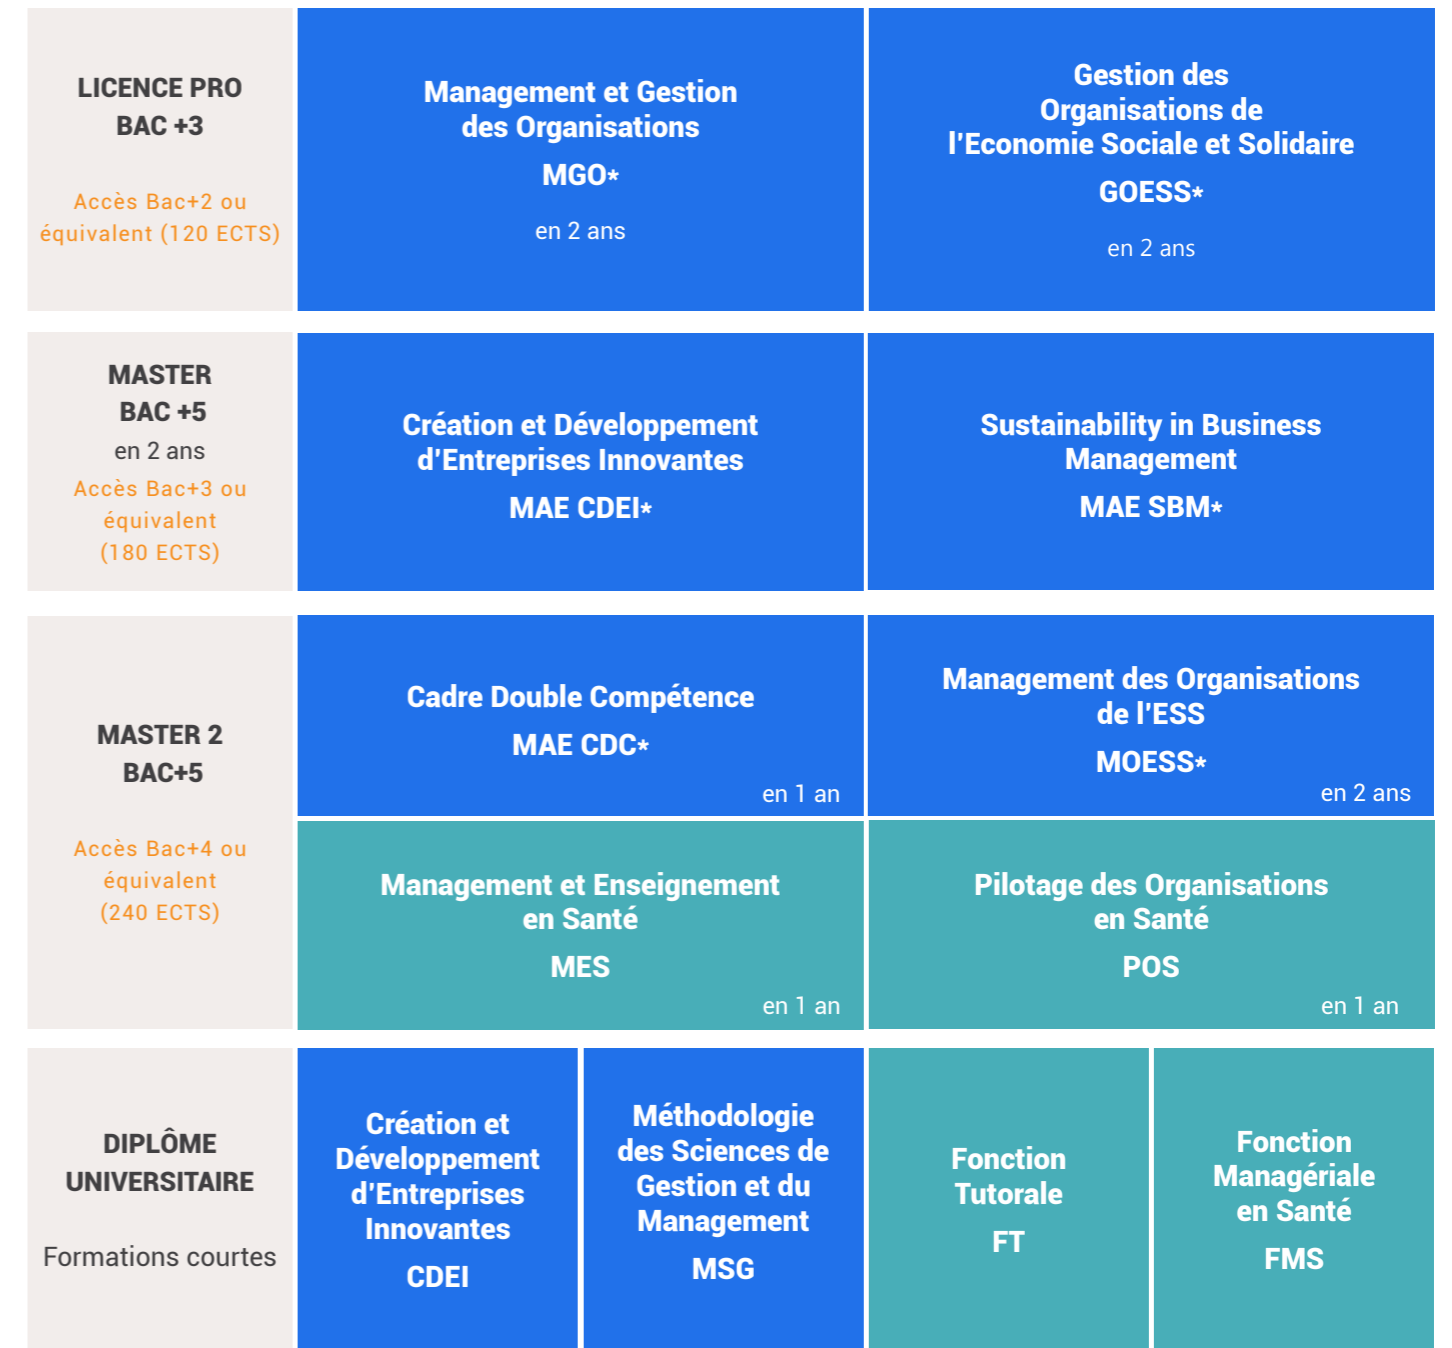 LICENCE PRO
BAC +3
Accès Bac+2 ou
équivalent (120 ECTS)
Management et Gestion
des Organisations
MGO*
en 2 ans
Gestion des
Organisations de
l'Economie Sociale et Solidaire
GOESS*
en 2 ans
MASTER
BAC +5
en 2 ans
Accès Bac+3 ou
équivalent
(180 ECTS)
Création et Développement
d'Entreprises Innovantes
MAE CDEI*
Sustainability in Business
Management
MAE SBM*
MASTER 2
BAC+5
Accès Bac+4 ou
équivalent
(240 ECTS)
Cadre Double Compétence
MAE CDC*
en 1 an
Management des Organisations
de l'ESS
MOESS*
en 2 ans
Management et Enseignement
en Santé
MES
en 1 an
Pilotage des Organisations
en Santé
POS
en 1 an
DIPLÔME
UNIVERSITAIRE
Formations courtes
Création et
Développement
d'Entreprises
Innovantes
CDEI
Méthodologie
des Sciences de
Gestion et du
Management
MSG
Fonction
Tutorale
FT
Fonction
Managériale
en Santé
FMS